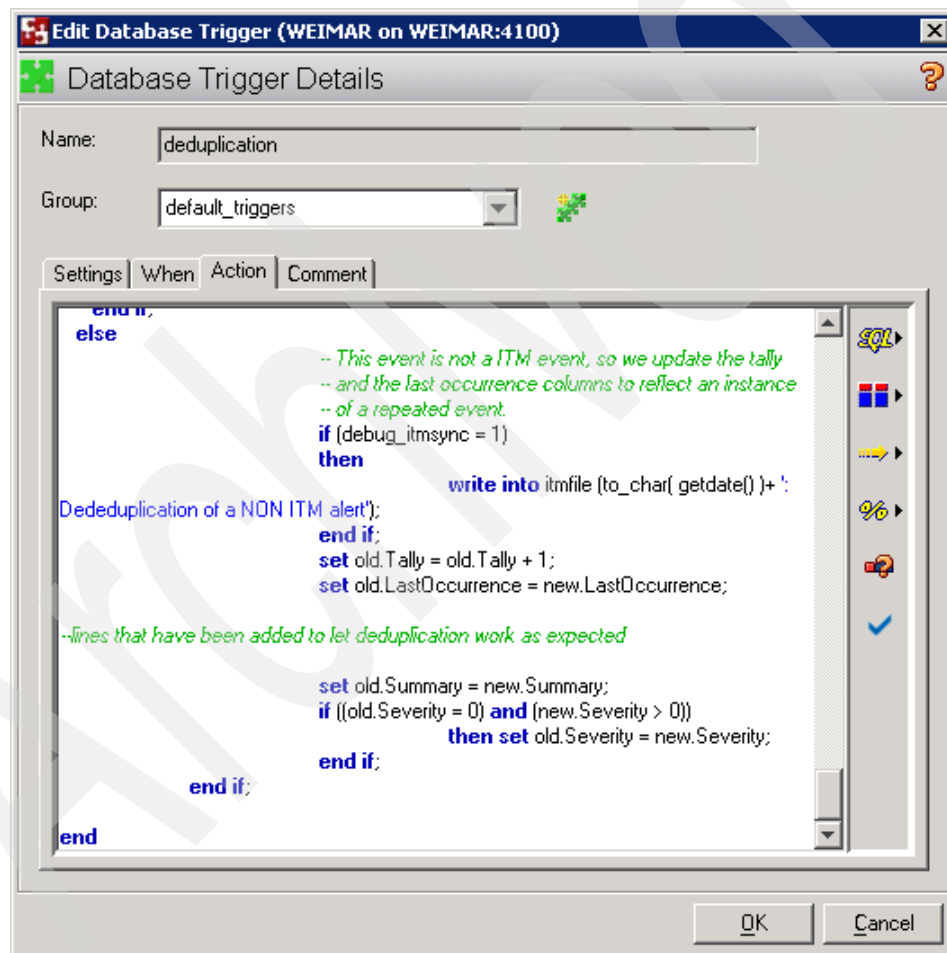 Edit Database Trigger (WEIMAR on WEIMAR:4100)
Database Trigger Details
Name: deduplication
Group: default_triggers
Settings When Action Comment
end if;
else
-- This event is not a ITM event, so we update the tally
-- and the last occurrence columns to reflect an instance
-- of a repeated event.
if (debug_itmsync = 1)
then
write into itmfile (to_char( getdate() )+ ':
Dededuplication of a NON ITM alert');
end if;
set old.Tally = old.Tally + 1;
set old.LastOccurrence = new.LastOccurrence;
--lines that have been added to let deduplication work as expected
set old.Summary = new.Summary;
if ((old.Severity = 0) and (new.Severity > 0))
then set old.Severity = new.Severity;
end if;
end if;
end
SQL
%
OK Cancel